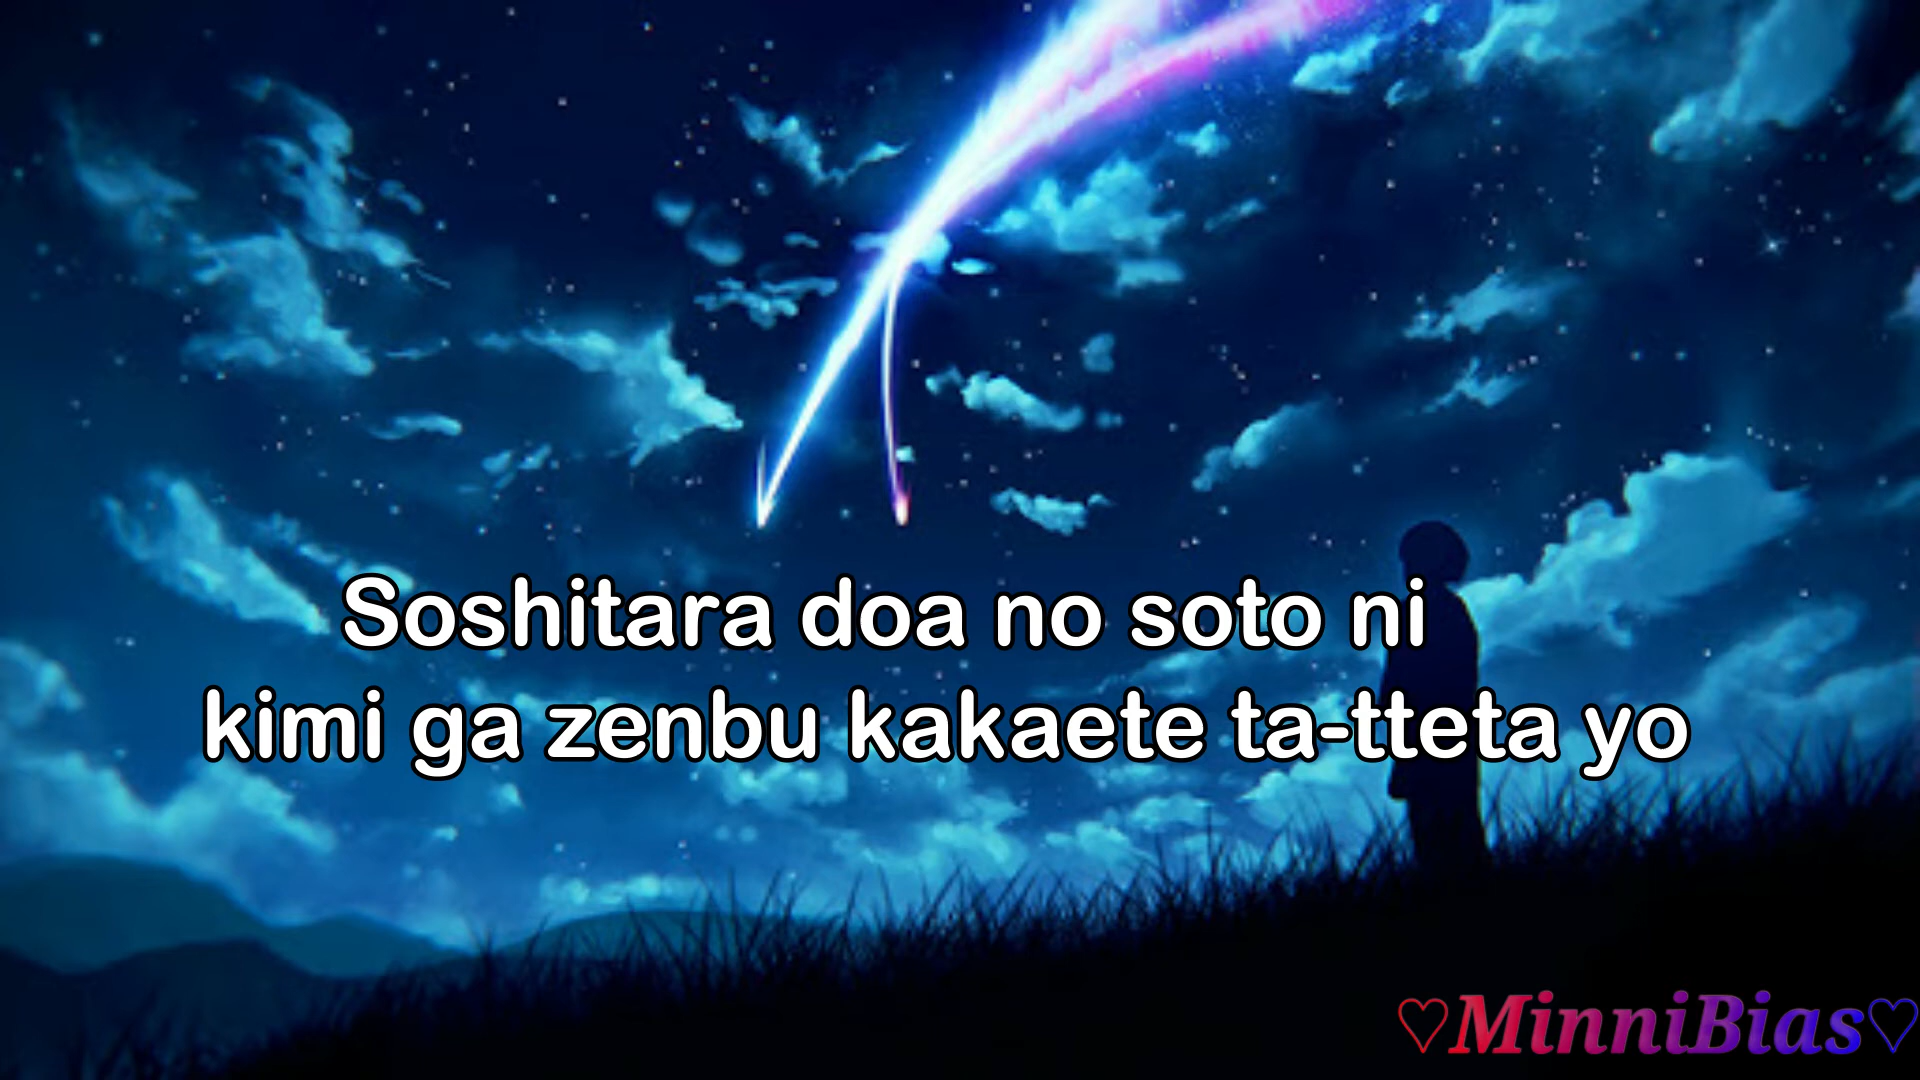 Soshitara doa no soto ni
kimi ga zenbu kakaete ta-tteta yo
♡MinniBias♡